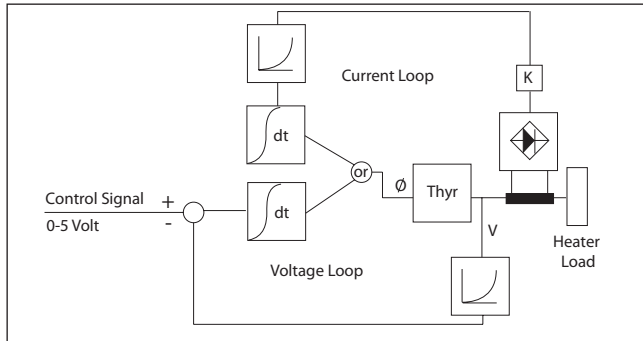 Current Loop
K
dt
or
Ø
Thyr
Control Signal
+
0-5 Volt
-
dt
V
Heater
Load
Voltage Loop